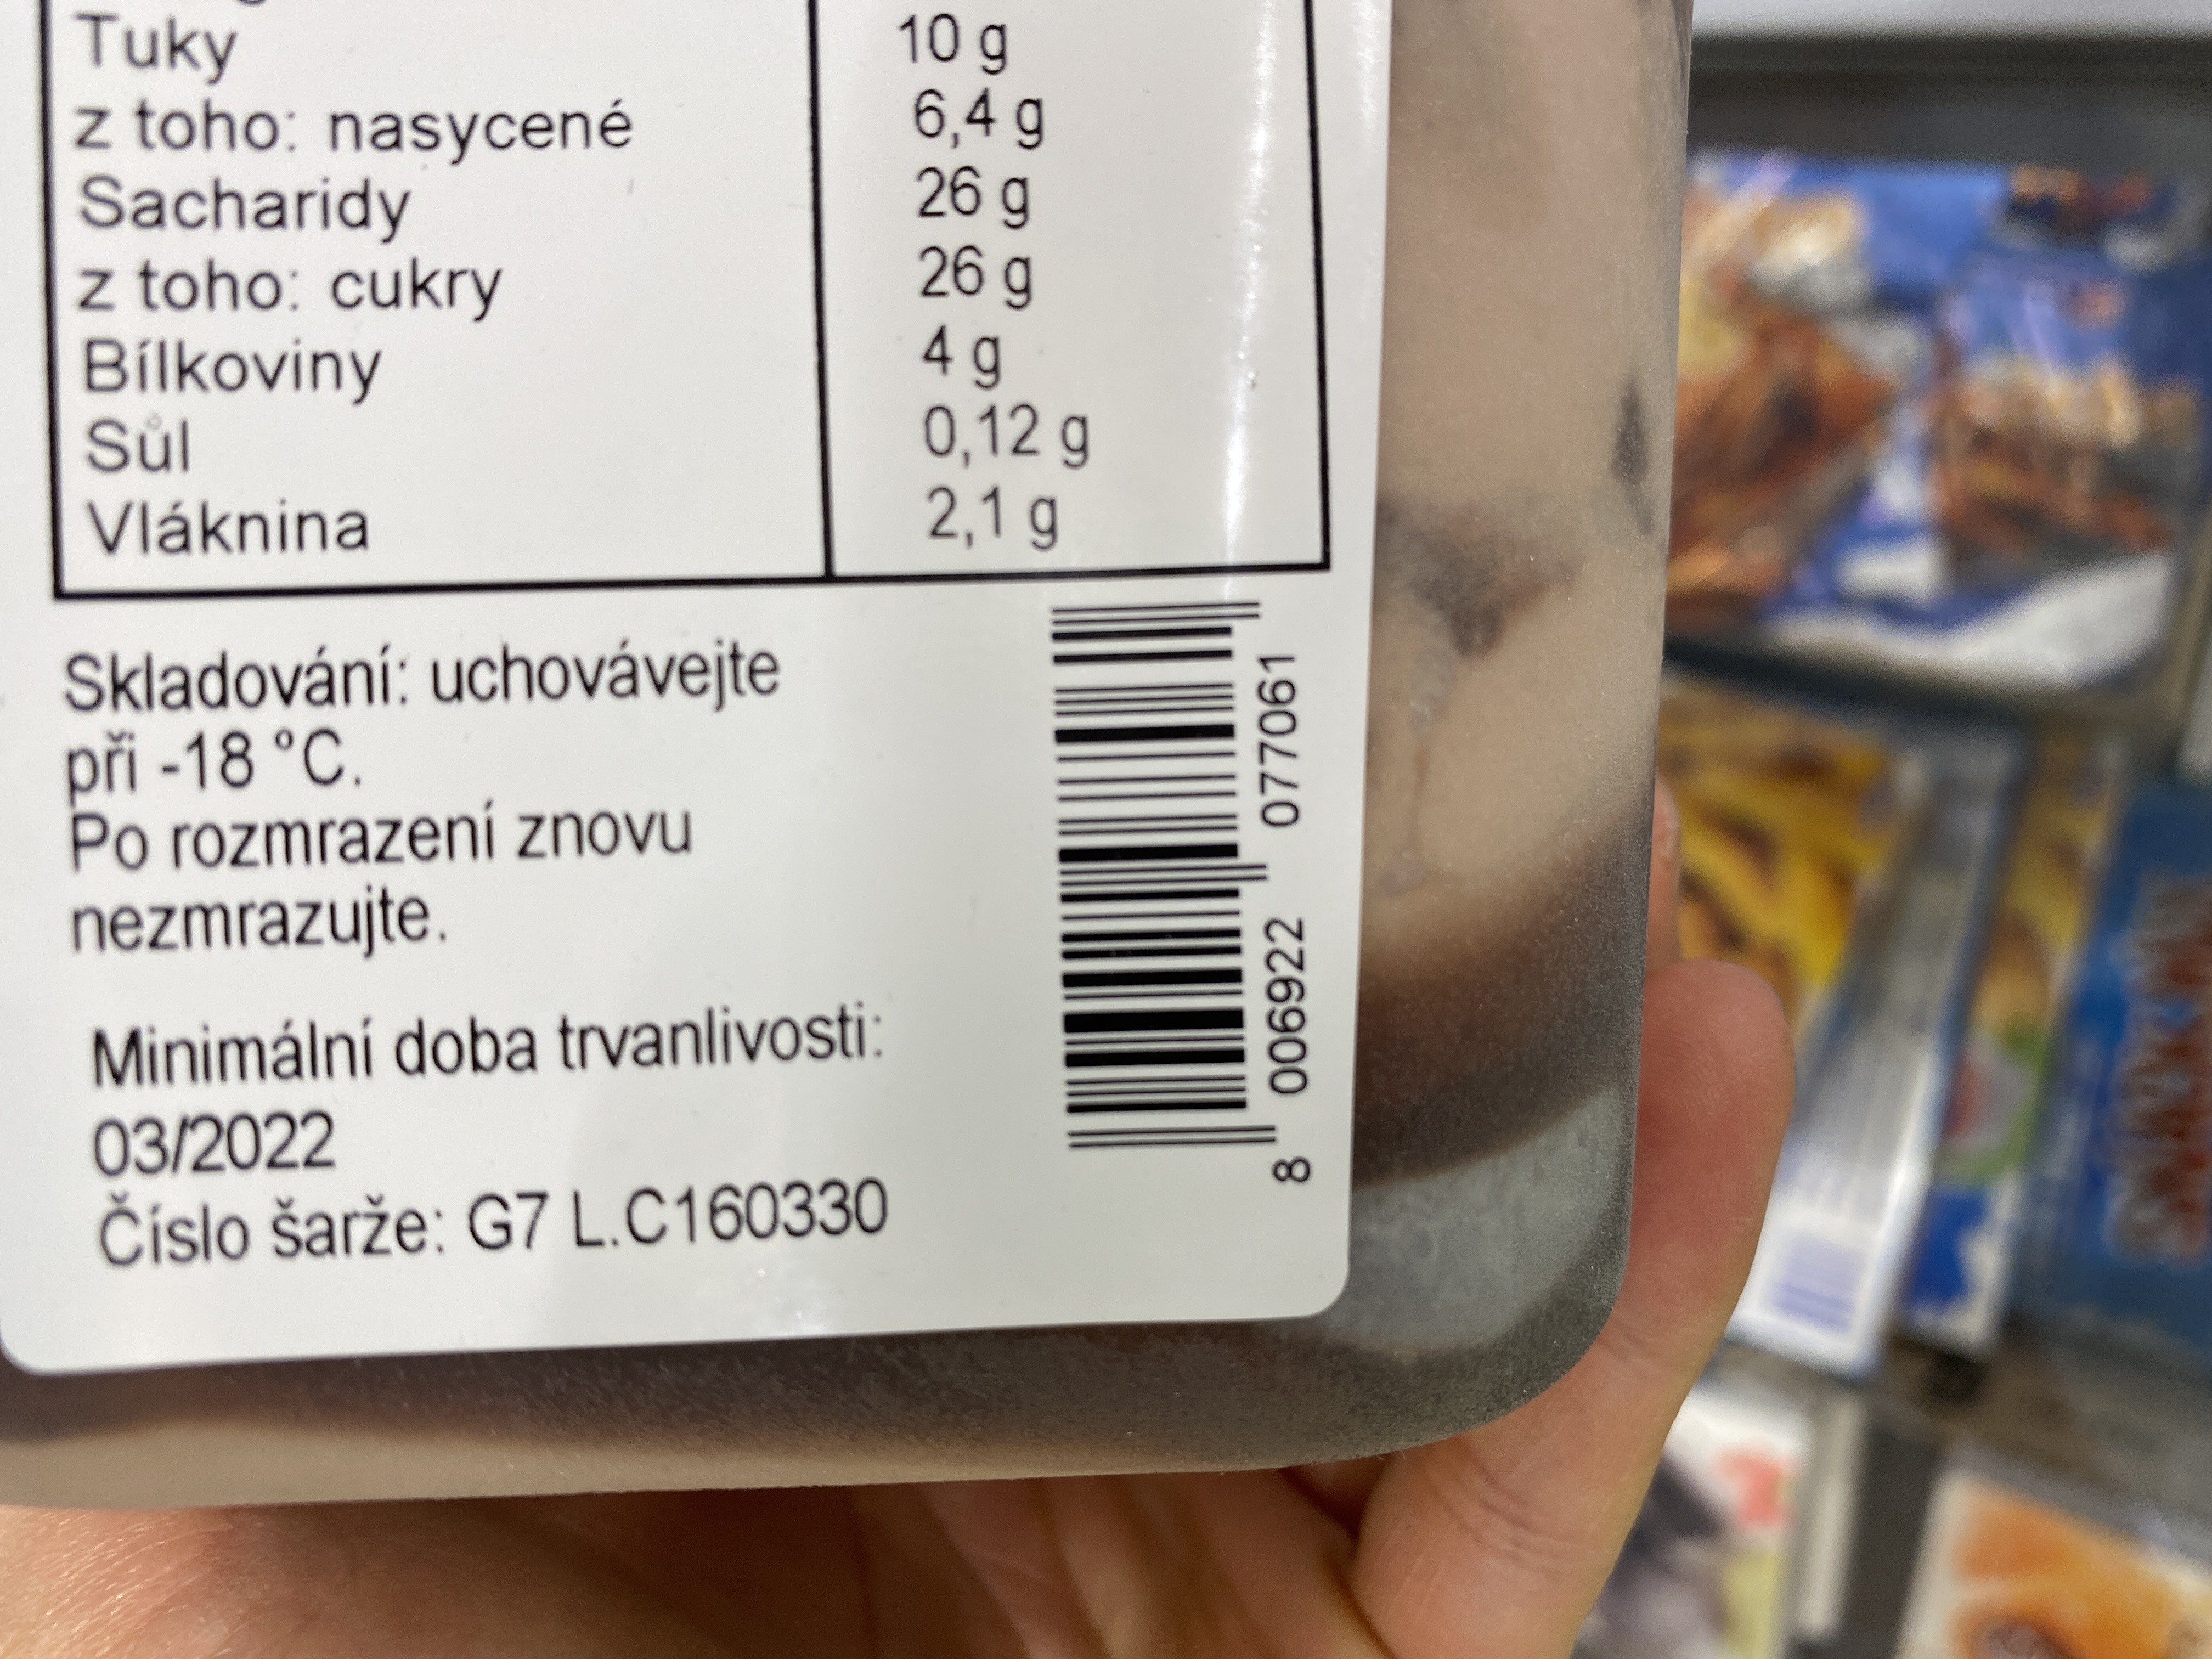 Tuky 10 g
z toho: nasycené 6,4 g
Sacharidy 26 g
z toho: cukry 26 g
Bílkoviny 4 g
Sůl 0,12 g
Vláknina 2,1 g
Skladování: uchovávejte
při -18 °C.
Po rozmrazení znovu
nezmrazujte.
Minimální doba trvanlivosti:
03/2022
Číslo šarže: G7 L.C160330
8 006922 077061